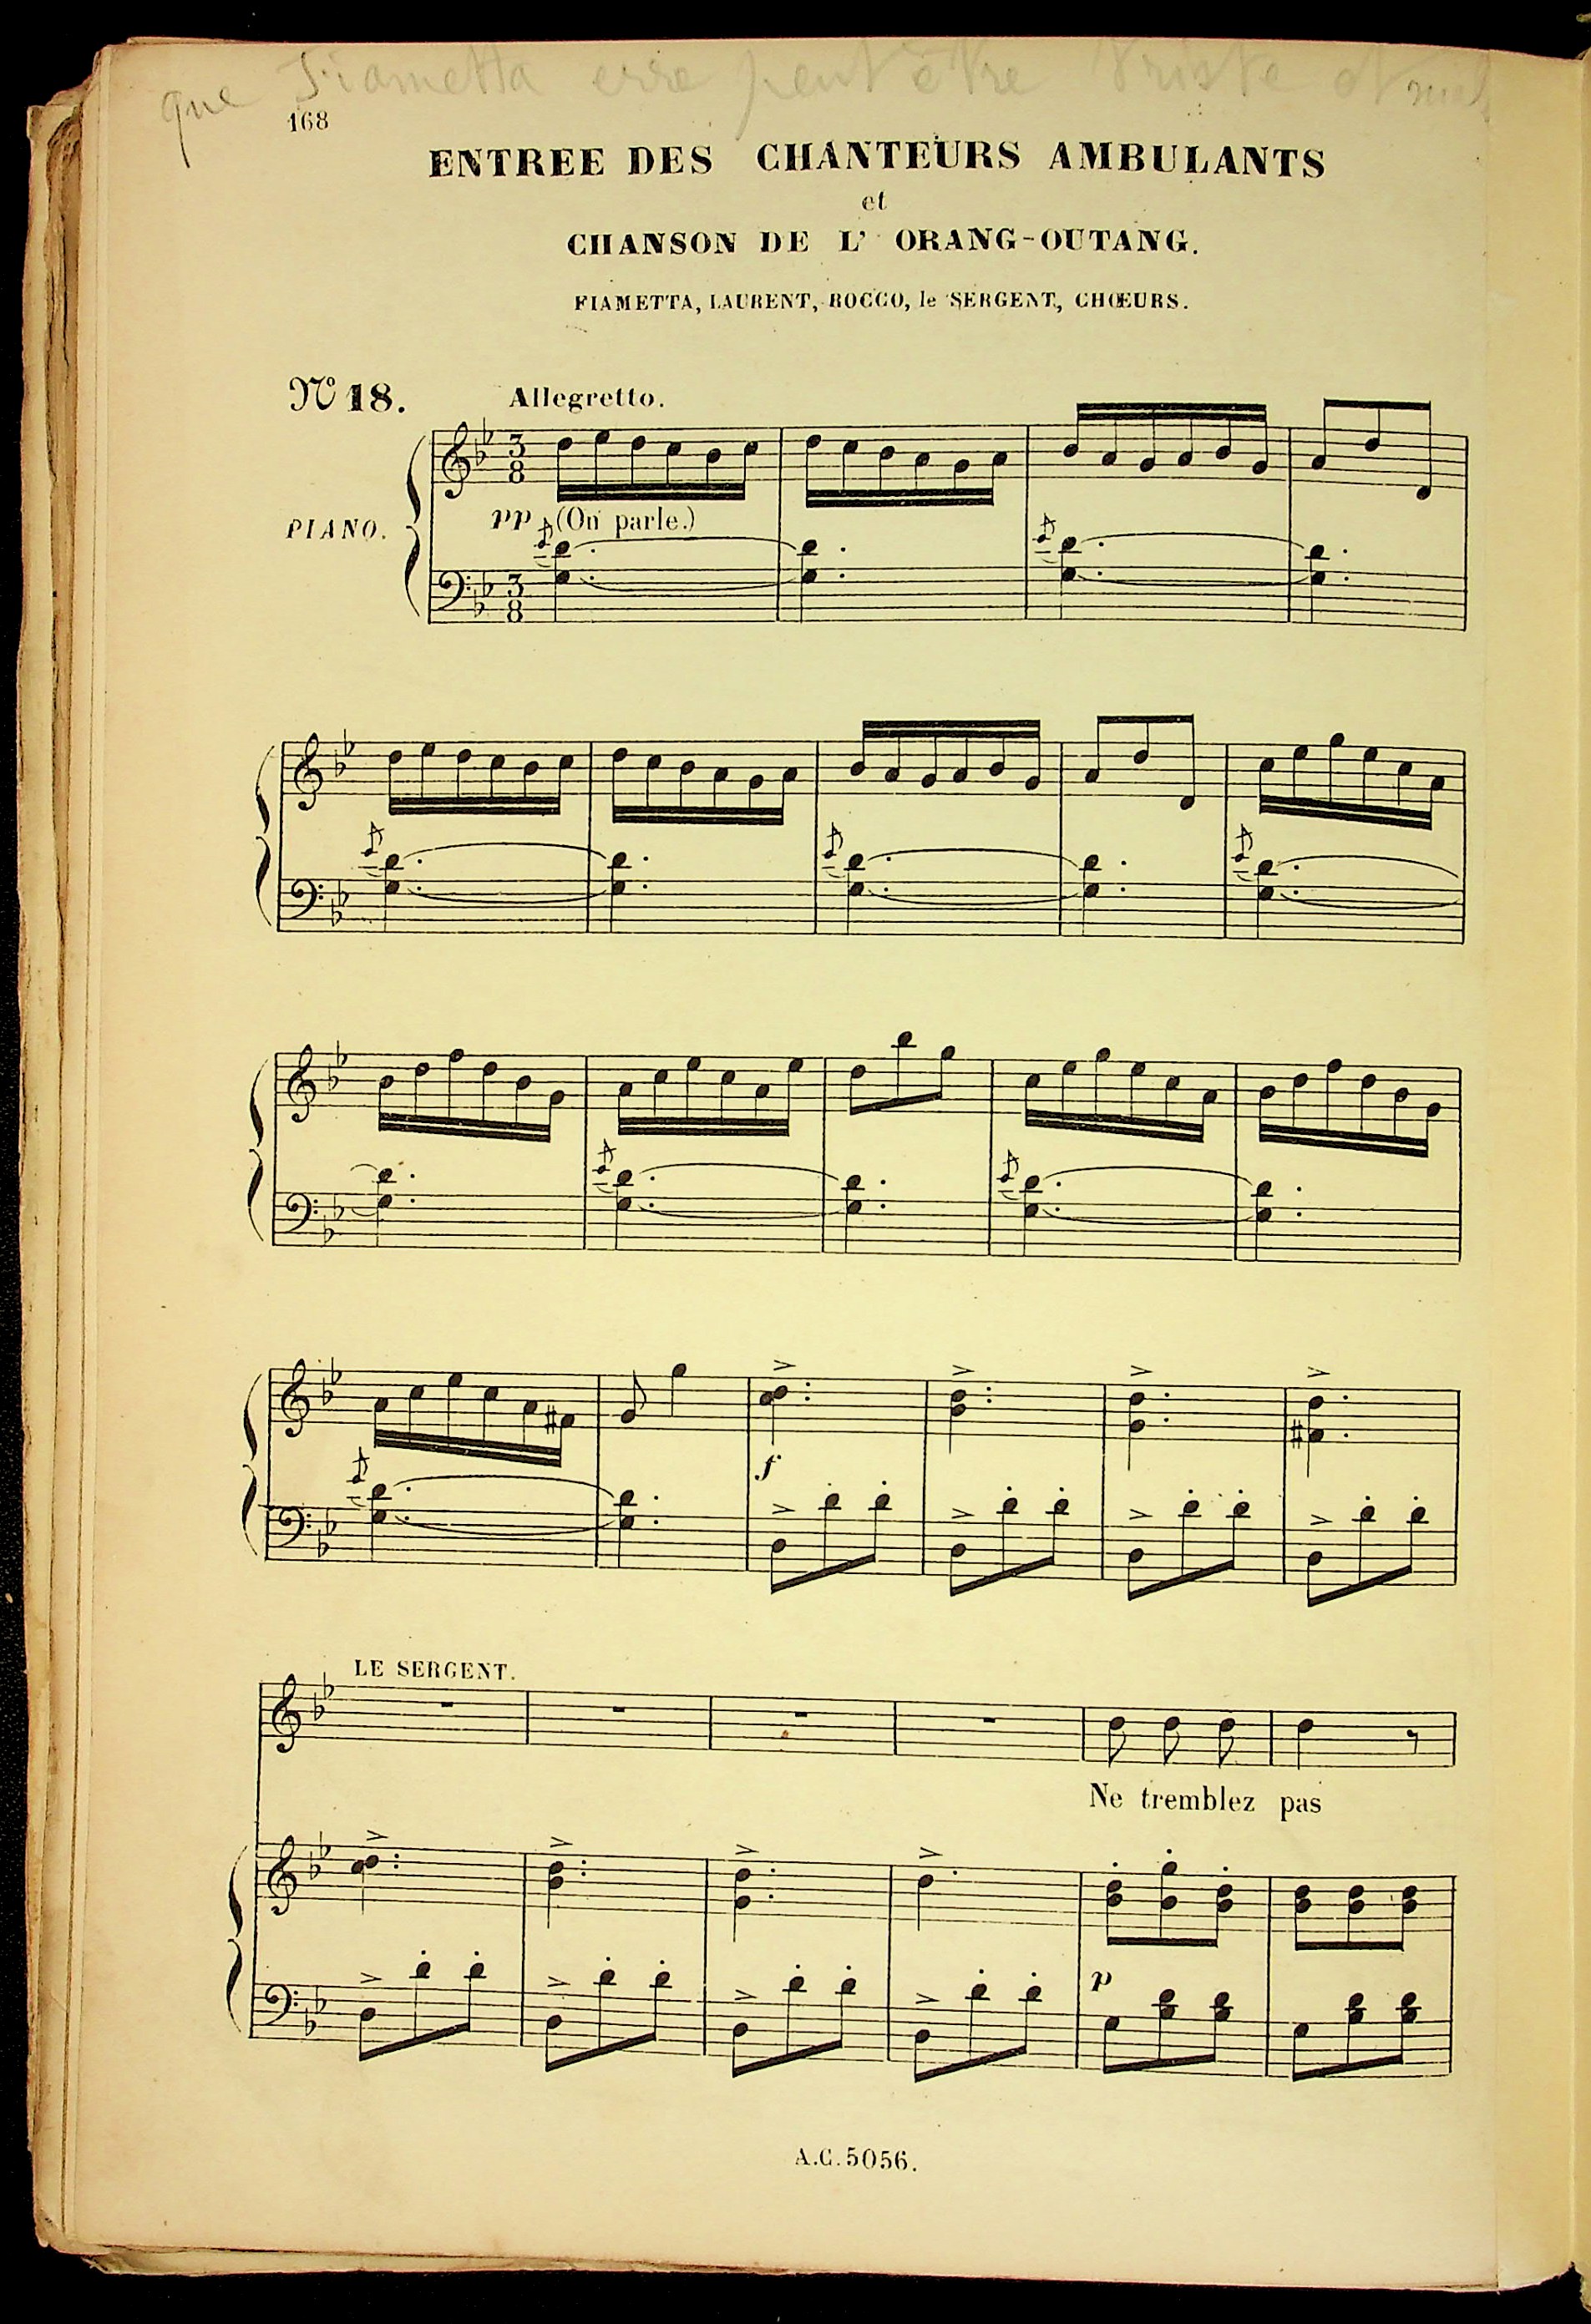 que Fiametta erre peut être triste et
168
ENTREE DES CHANTEURS AMBULANTS
et
CHANSON DE L' ORANG-OUTANG.
FIAMETTA, LAURENT, ROCCO, le SERGENT, CHŒURS.
Nº 18.
Allegretto.
3
8
PIANO.
pp (On parle.)
3
8
f
LE SERGENT.
Ne tremblez pas
p
A.C. 5056.